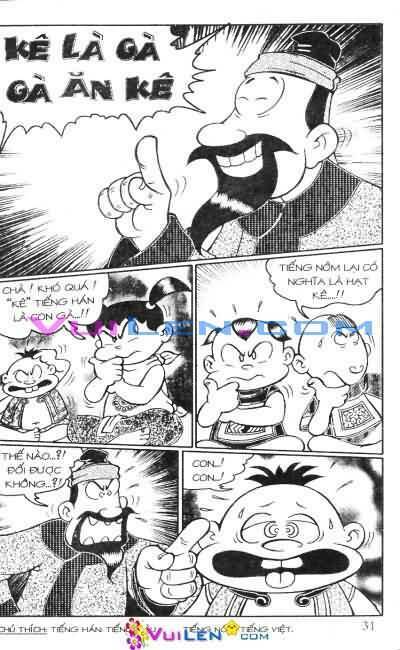 KÊ LÀ GÀ
GÀ ĂN KÊ
CHÀ! KHÓ QUÁ!
"KÊ" TIẾNG HÁN
LÀ CON GÀ...!!
TIẾNG NÔM LẠI CÓ
NGHĨA LÀ HẠT
KÊ....!!
VuiLen.com
THẾ NÀO...?!
ĐỐI ĐƯỢC
KHÔNG...?!
CON...!
CON...!
CHÚ THÍCH: TIẾNG HÁN: TIẾNG
TIẾNG VIỆT.
31
VuiLen.com